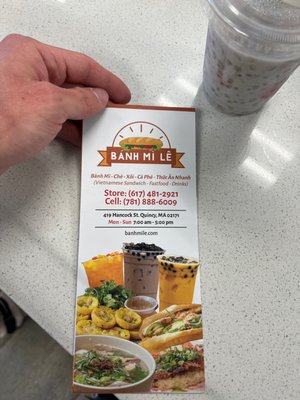 BÁNH MÌ LÊ
Bánh Mì - Chè - Xôi - Cà Phê - Thức Ăn Nhanh
(Vietnamese Sandwich - Fastfood - Drinks)
Store: (617) 481-2921
Cell: (781) 888-6009
419 Hancock St. Quincy, MA 02171
Mon - Sun 7:00 am - 5:00 pm
banhmile.com